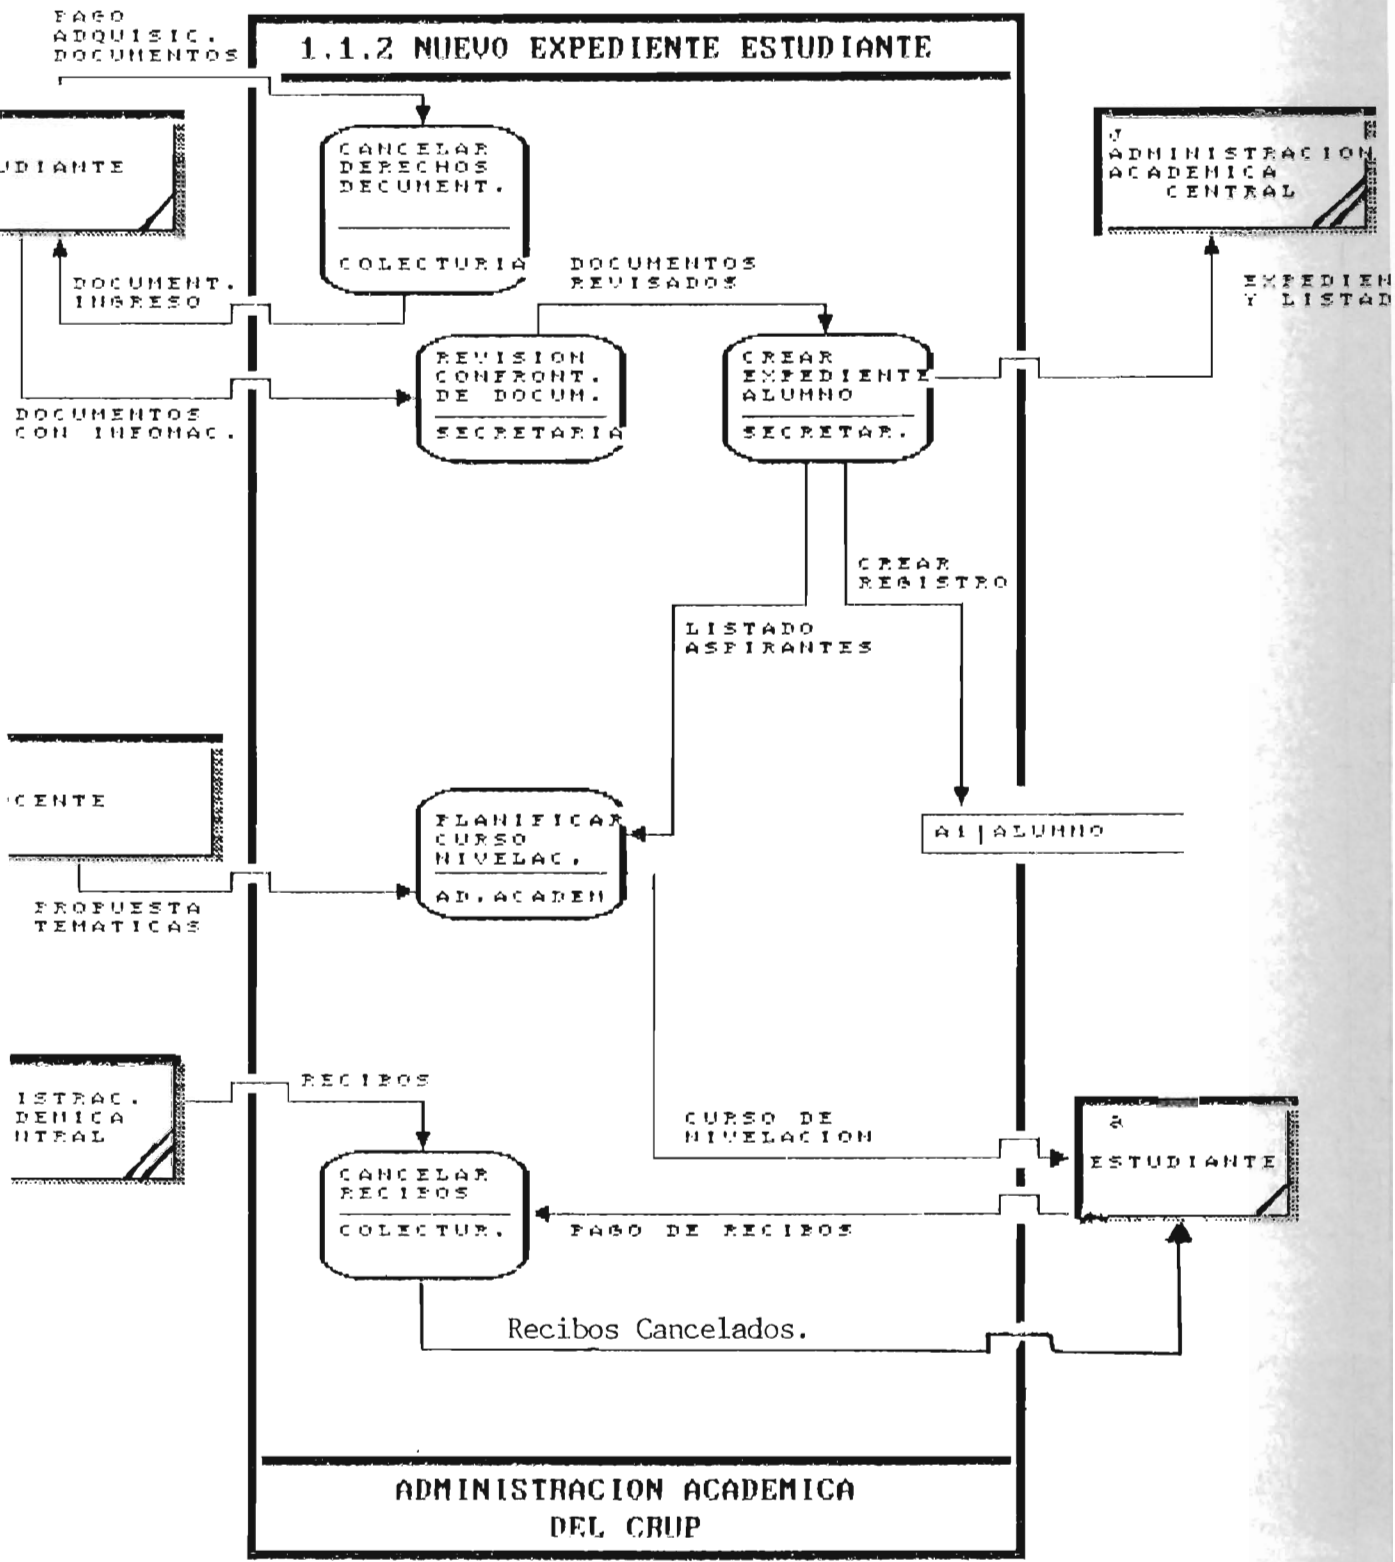 PAGO
ADQUISIC.
DOCUMENTOS
1.1.2 NUEVO EXPEDIENTE ESTUDIANTE
UDIANTE
CANCELAR
DERECHOS
DECUMENT.
COLECTURIA
J
ADMINISTRACION
ACADEMICA
CENTRAL
DOCUMENT.
INGRESO
DOCUMENTOS
REVISADOS
EXPEDIEN
Y LISTAD
REVISION
CONFRONT.
DE DOCUM.
SECRETARIA
CREAR
EXPEDIENTE
ALUMNO
SECRETAR.
DOCUMENTOS
CON INFOMAC.
CREAR
REGISTRO
LISTADO
ASPIRANTES
CENTE
PLANIFICAR
CURSO
NIVELAC.
AD.ACADEM
A1|ALUMNO
PROPUESTA
TEMATICAS
ISTRAC.
DEMICA
NTRAL
RECIBOS
CURSO DE
NIVELACION
a
ESTUDIANTE
CANCELAR
RECIBOS
COLECTUR.
PAGO DE RECIBOS
Recibos Cancelados.
ADMINISTRACION ACADEMICA
DEL CRUP